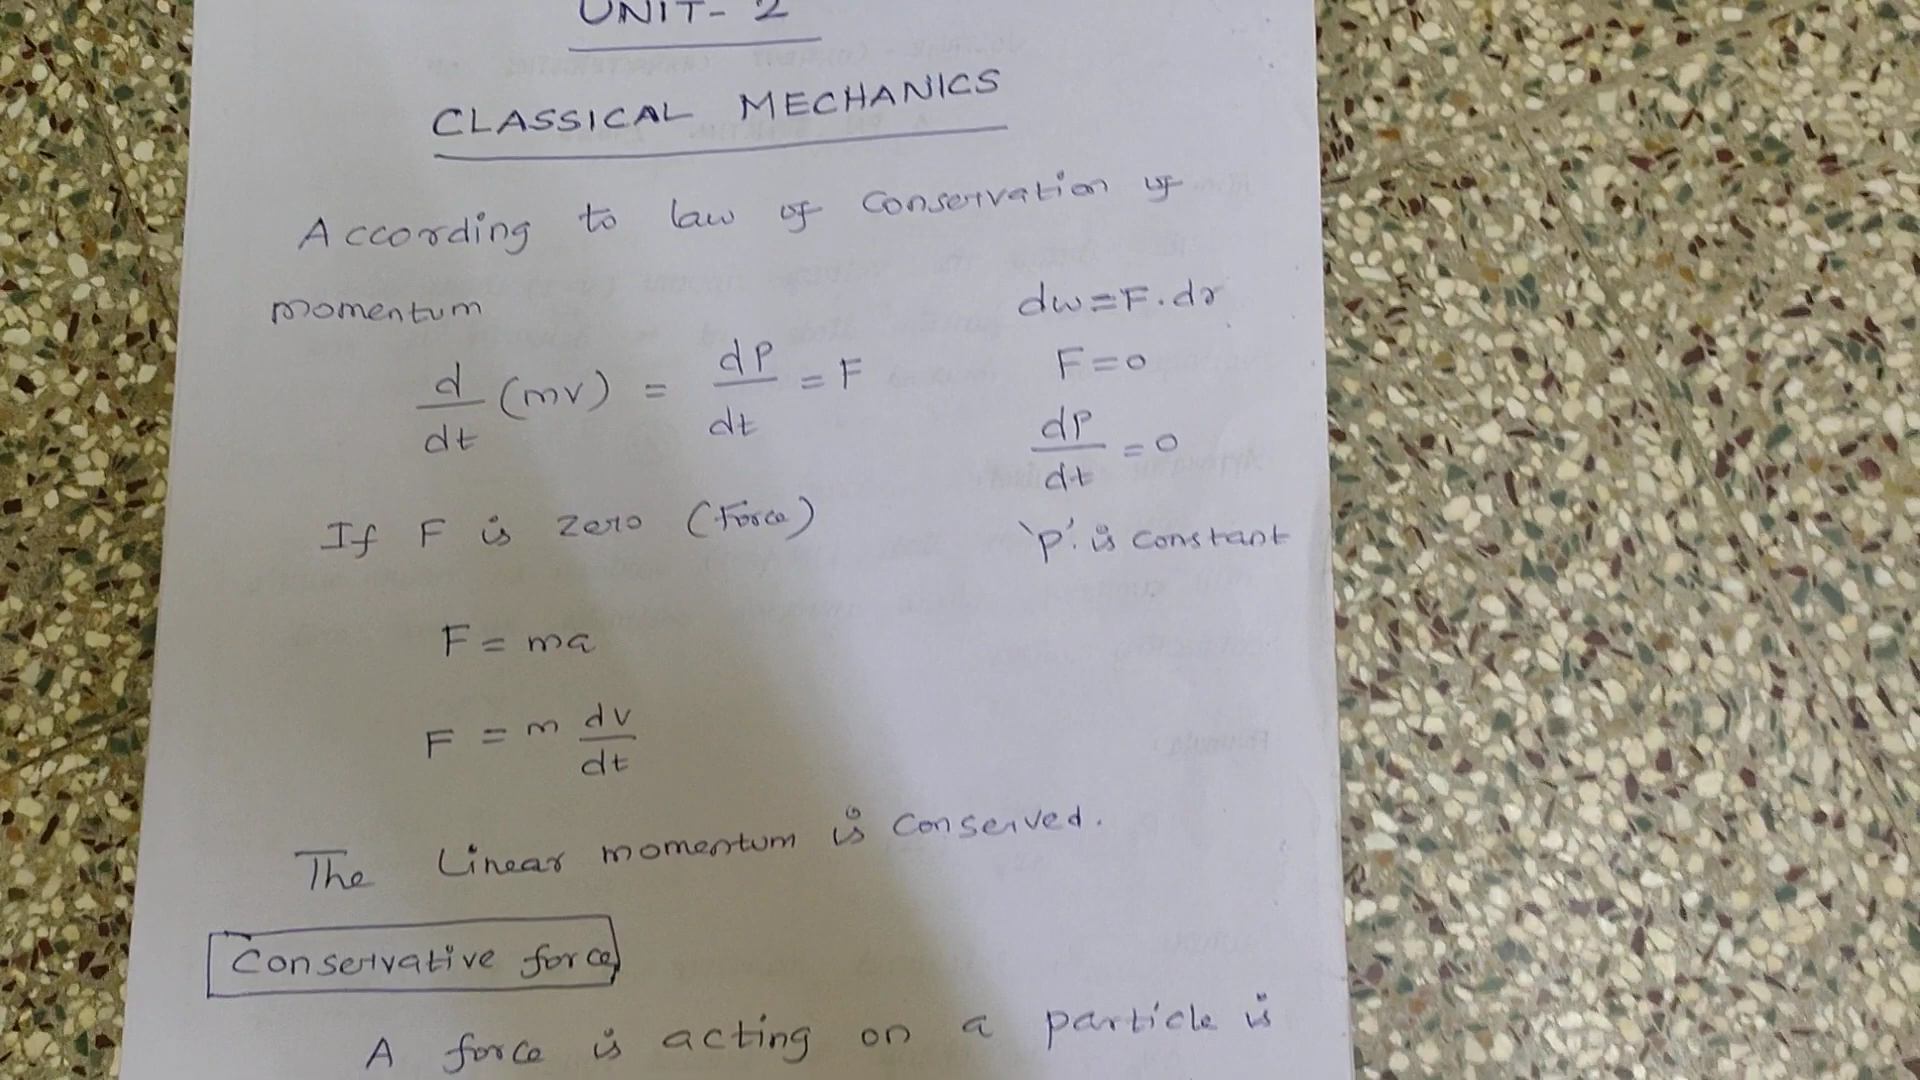 UNIT- 2
CLASSICAL MECHANICS
According to law of Conservation of
momentum
d/dt (mv) = dP/dt = F
If F is zero (Force)
dw=F.dr
F=0
dP/dt = 0
'p' is constant
F = ma
F = m dv/dt
The Linear momentum is Conserved.
Conservative force
A force is acting on a particle is